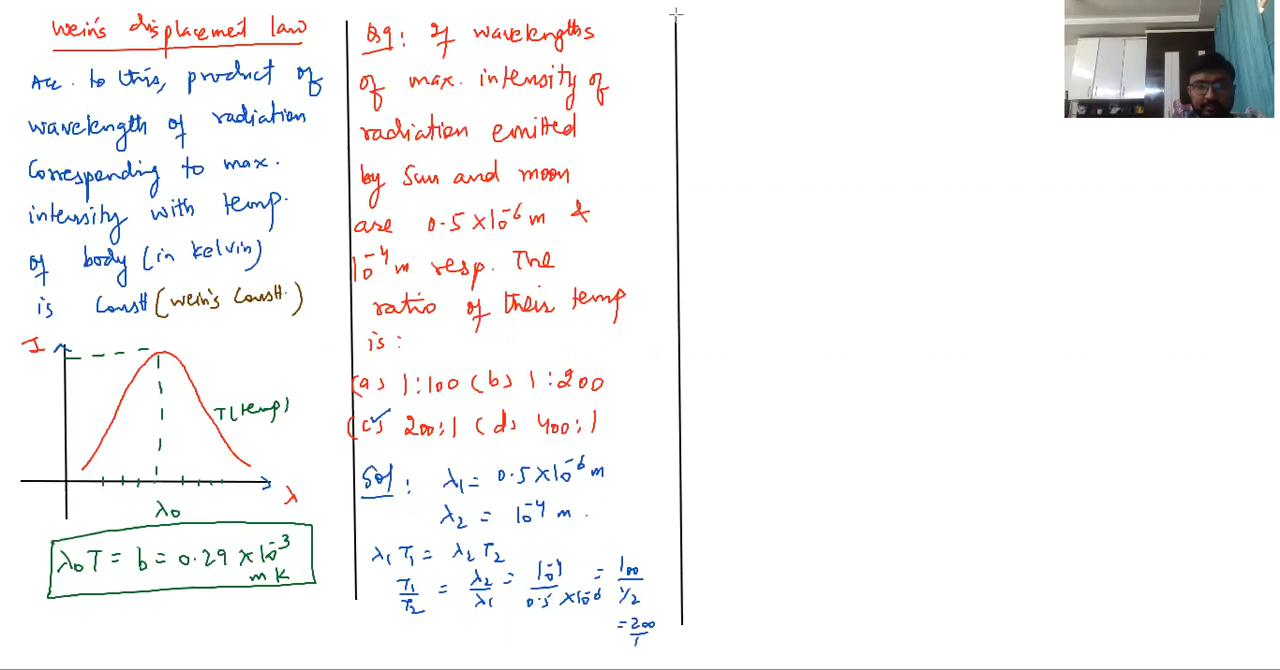 Wein's displacement law
Acc. to this, product of
wavelength of radiation
Corresponding to max.
intensity with temp.
of body (in kelvin)
is Constt (wein's Constt.)
I
T(temp)
λ
λ₀
λ₀T = b = 0.29 × 10⁻³
m K
Q9: If wavelengths
of max. intensity of
radiation emitted
by Sun and moon
are 0.5 × 10⁻⁶ m &
10⁻⁴ m resp. The
ratio of their temp
is:
(a) 1:100 (b) 1:200
(c) 200:1 (d) 400:1
Sol: λ₁ = 0.5 × 10⁻⁶ m
λ₂ = 10⁻⁴ m.
λ₁T₁ = λ₂T₂
T₁/T₂ = λ₂/λ₁ = 10⁻⁴/0.5 × 10⁻⁶ = 100/1/2
= 200/1